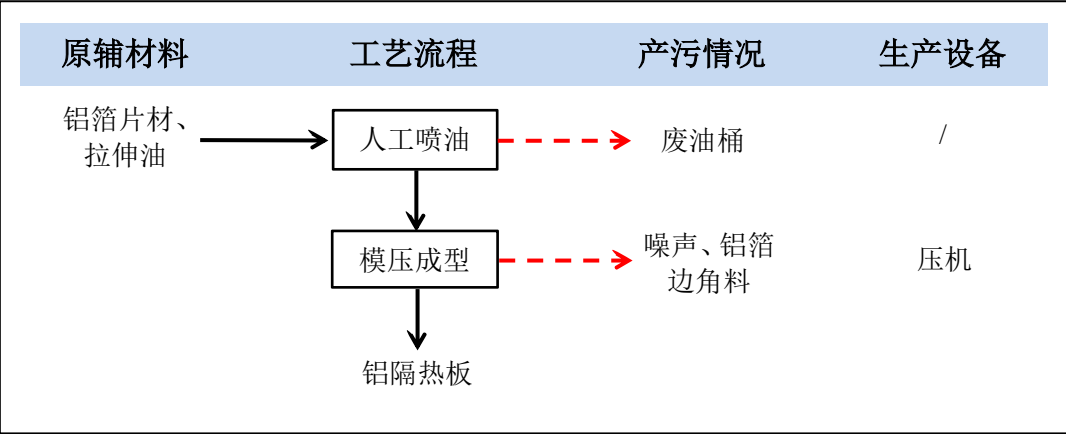 原辅材料 工艺流程 产污情况 生产设备
铝箔片材、
拉伸油
人工喷油
废油桶
/
模压成型
噪声、铝箔
边角料
压机
铝隔热板